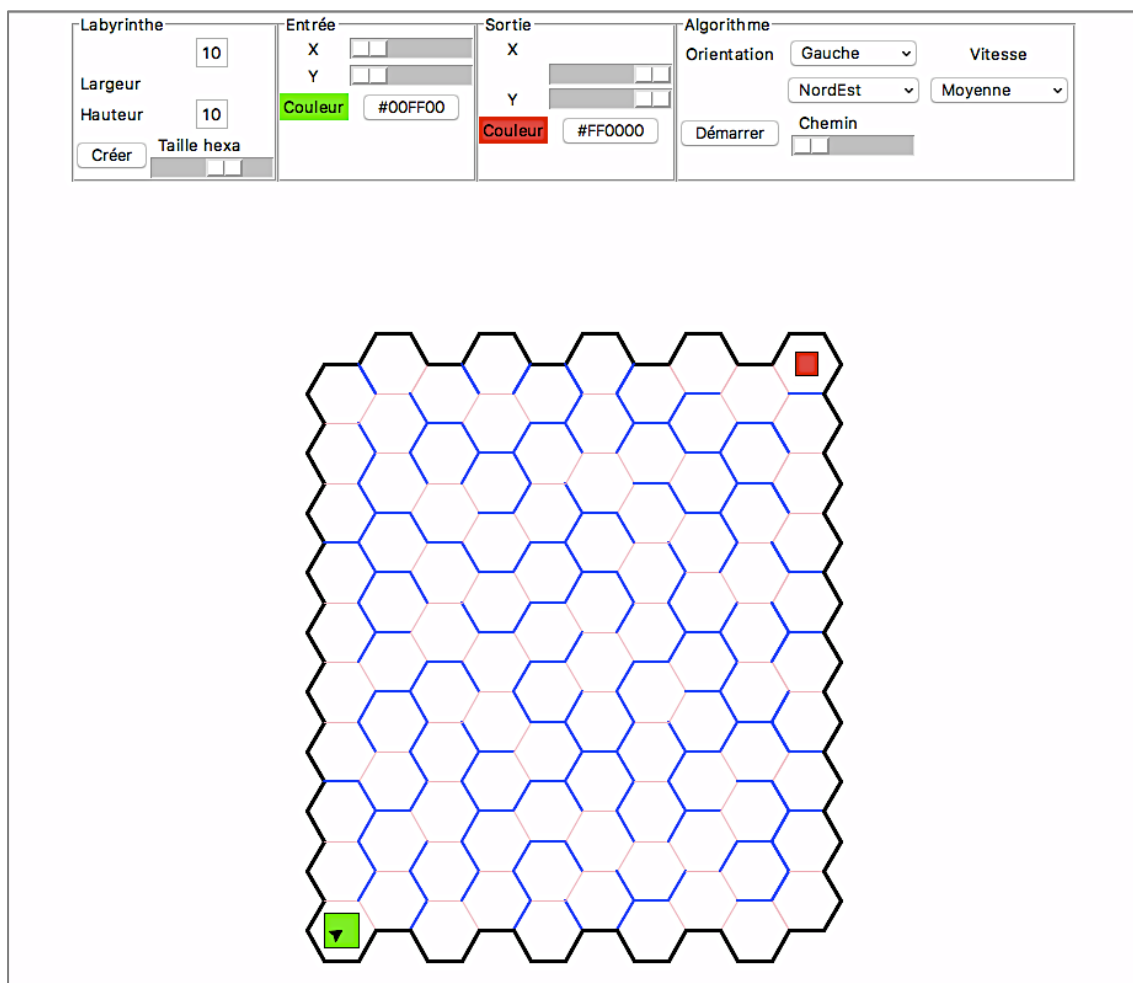 Labyrinthe
10
Largeur
Hauteur
10
Créer
Taille hexa
Entrée
X
Y
Couleur
#00FF00
Sortie
X
Y
Couleur
#FF0000
Algorithme
Orientation
Gauche
Vitesse
NordEst
Moyenne
Démarrer
Chemin